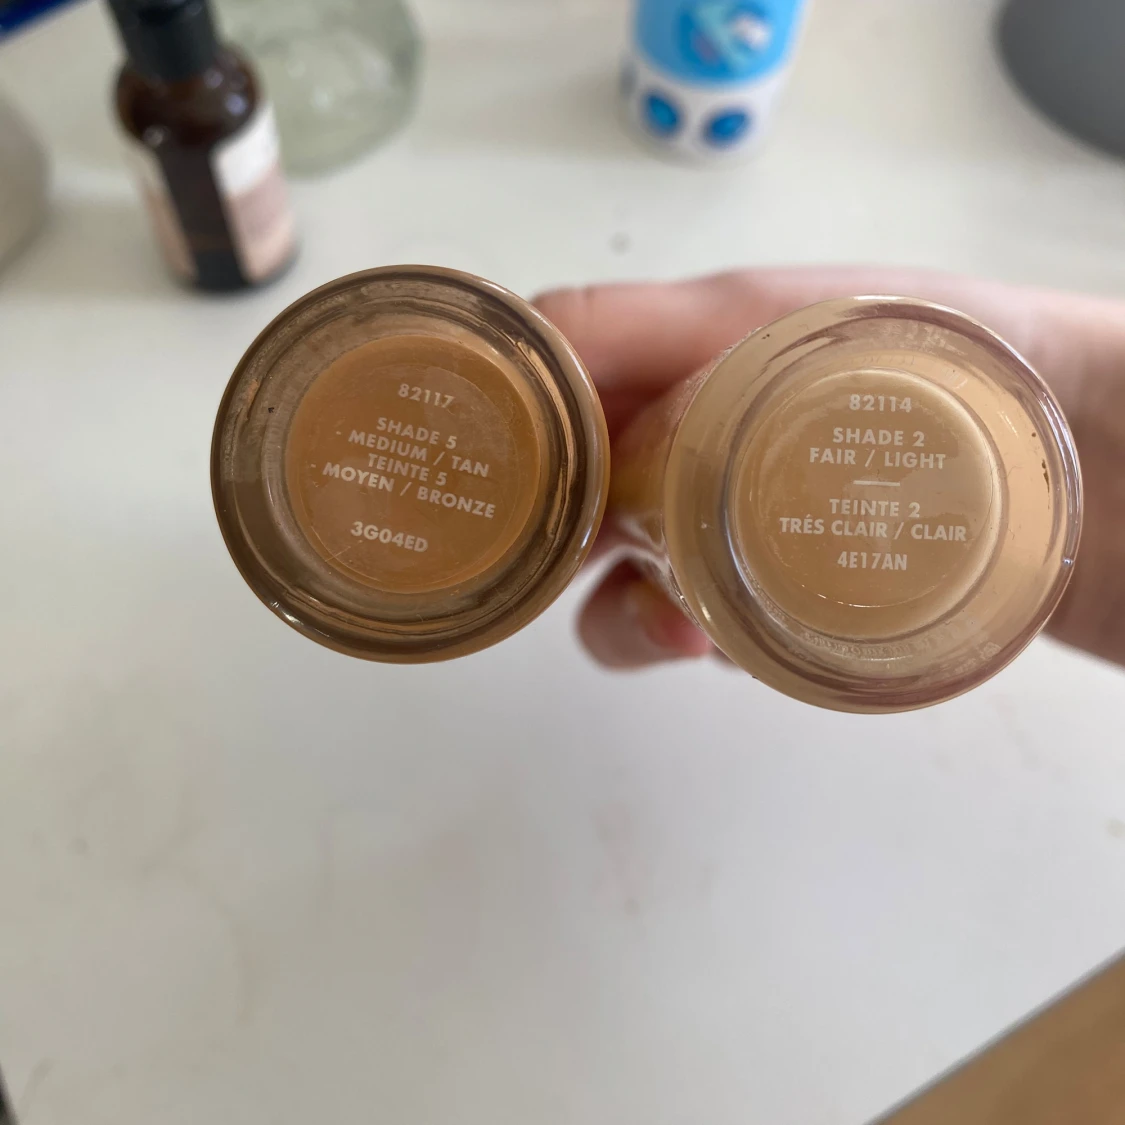 82117
SHADE 5
MEDIUM / TAN
TEINTE 5
MOYEN / BRONZE
3G04ED
82114
SHADE 2
FAIR / LIGHT
TEINTE 2
TRÉS CLAIR / CLAIR
4E17AN